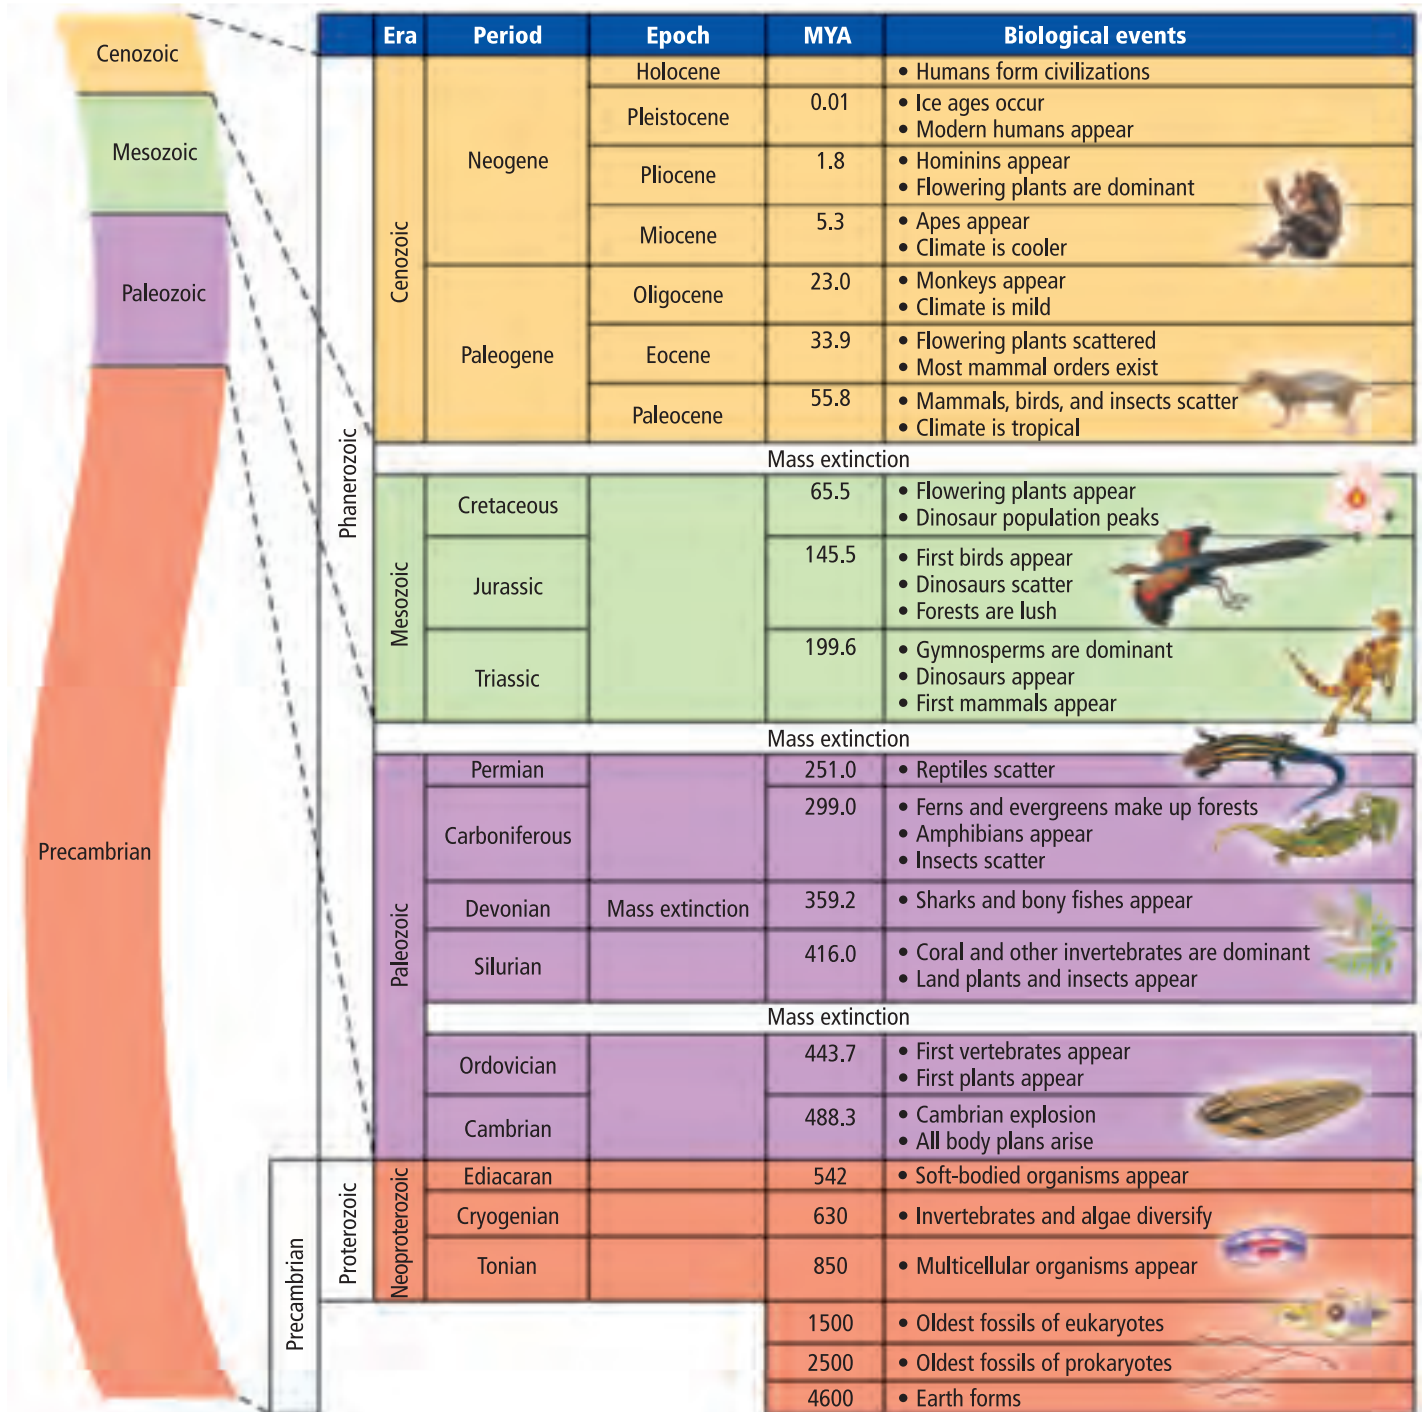 Cenozoic
Mesozoic
Paleozoic
Precambrian
Era Period Epoch MYA Biological events
Phanerozoic
Cenozoic
Neogene
Holocene
• Humans form civilizations
Pleistocene
0.01
• Ice ages occur
• Modern humans appear
Pliocene
1.8
• Hominins appear
• Flowering plants are dominant
Miocene
5.3
• Apes appear
• Climate is cooler
Paleogene
Oligocene
23.0
• Monkeys appear
• Climate is mild
Eocene
33.9
• Flowering plants scattered
• Most mammal orders exist
Paleocene
55.8
• Mammals, birds, and insects scatter
• Climate is tropical
Mass extinction
Mesozoic
Cretaceous
65.5
• Flowering plants appear
• Dinosaur population peaks
Jurassic
145.5
• First birds appear
• Dinosaurs scatter
• Forests are lush
Triassic
199.6
• Gymnosperms are dominant
• Dinosaurs appear
• First mammals appear
Mass extinction
Paleozoic
Permian
251.0
• Reptiles scatter
Carboniferous
299.0
• Ferns and evergreens make up forests
• Amphibians appear
• Insects scatter
Devonian
Mass extinction
359.2
• Sharks and bony fishes appear
Silurian
416.0
• Coral and other invertebrates are dominant
• Land plants and insects appear
Mass extinction
Ordovician
443.7
• First vertebrates appear
• First plants appear
Cambrian
488.3
• Cambrian explosion
• All body plans arise
Precambrian
Proterozoic
Neoproterozoic
Ediacaran
542
• Soft-bodied organisms appear
Cryogenian
630
• Invertebrates and algae diversify
Tonian
850
• Multicellular organisms appear
1500
• Oldest fossils of eukaryotes
2500
• Oldest fossils of prokaryotes
4600
• Earth forms